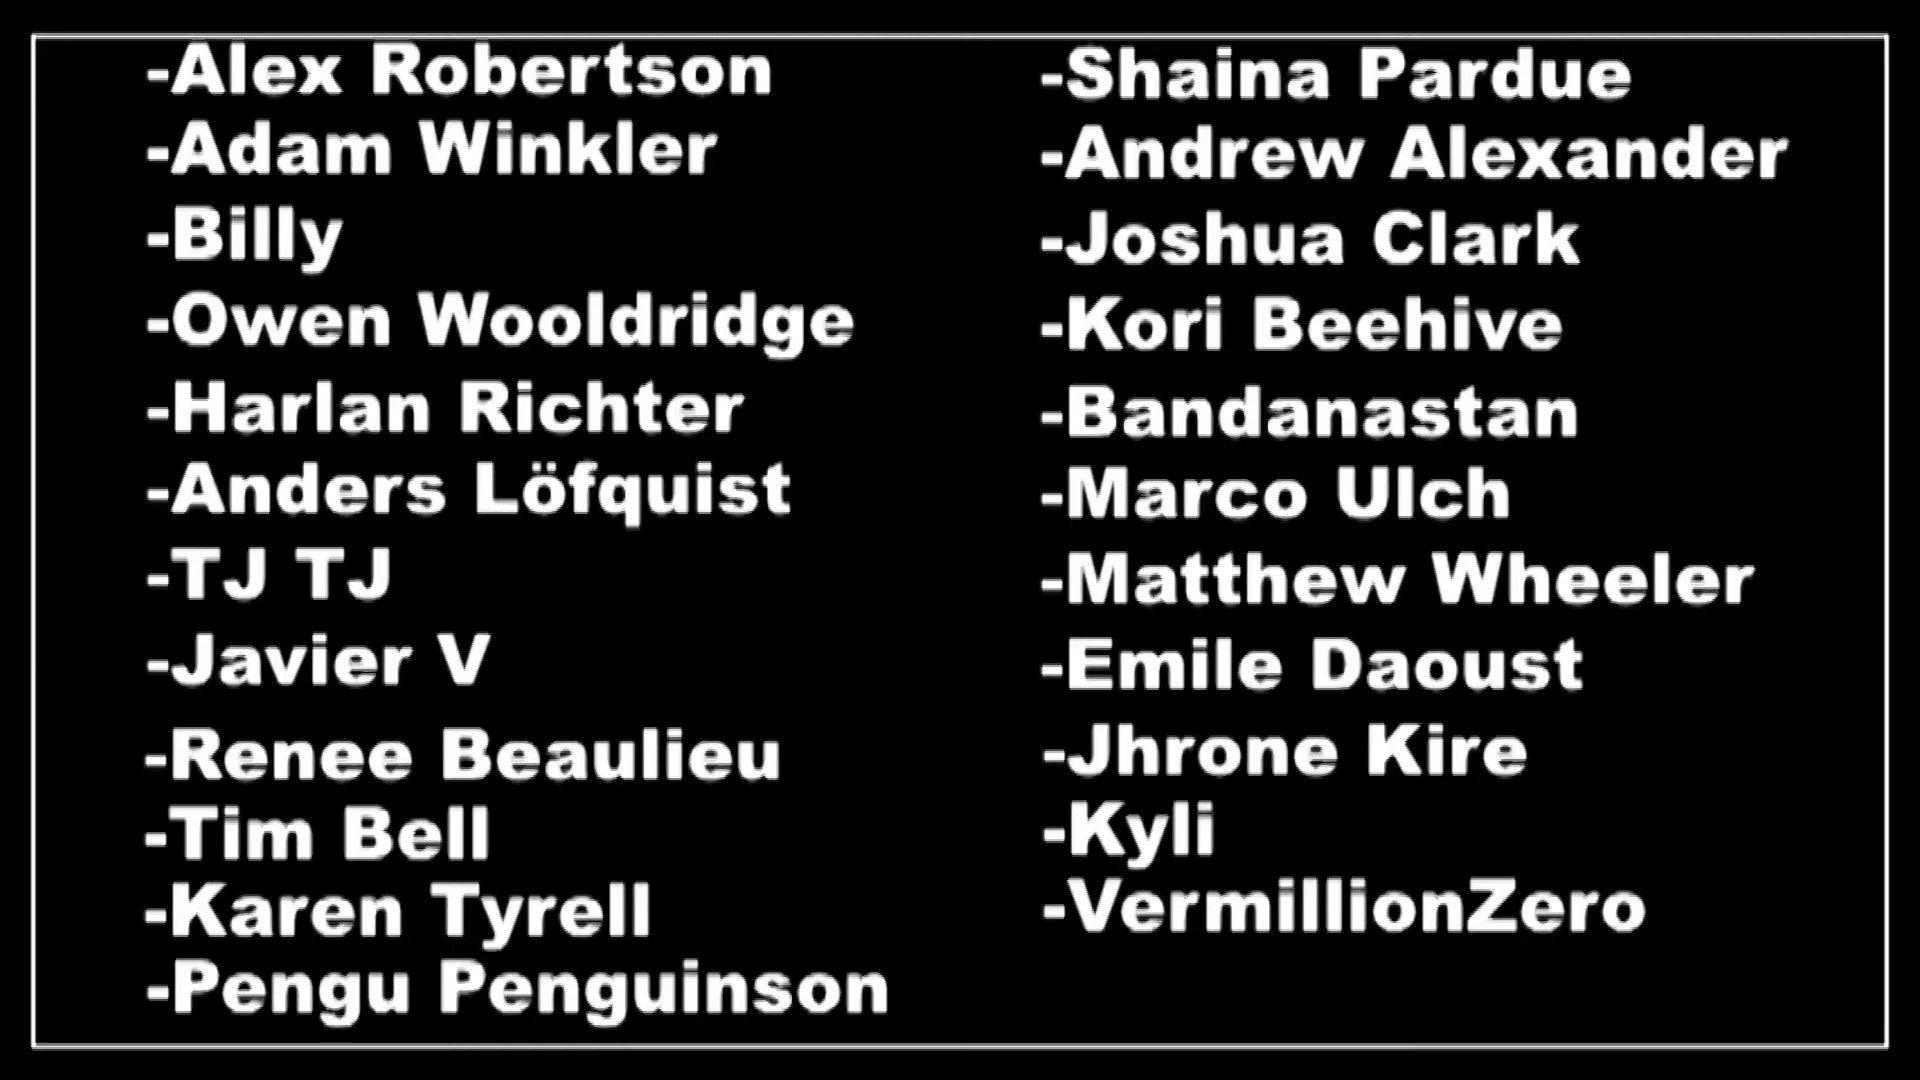 -Alex Robertson
-Adam Winkler
-Billy
-Owen Wooldridge
-Harlan Richter
-Anders Löfquist
-TJ TJ
-Javier V
-Renee Beaulieu
-Tim Bell
-Karen Tyrell
-Pengu Penguinson
-Shaina Pardue
-Andrew Alexander
-Joshua Clark
-Kori Beehive
-Bandanastan
-Marco Ulch
-Matthew Wheeler
-Emile Daoust
-Jhrone Kire
-Kyli
-VermillionZero